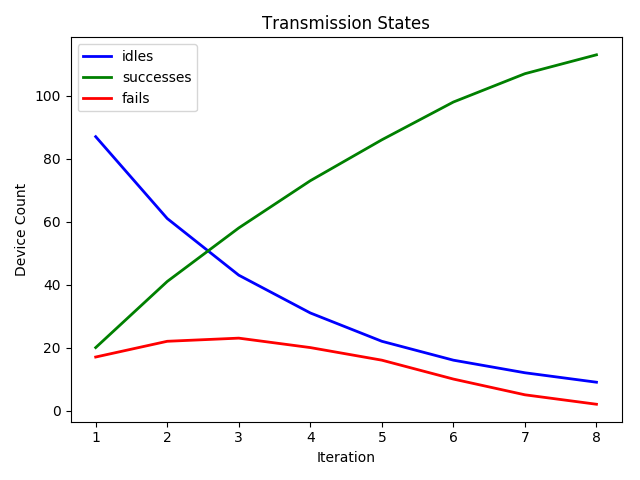 Transmission States
idles
successes
fails
Device Count
100
80
60
40
20
0
1 2 3 4 5 6 7 8
Iteration